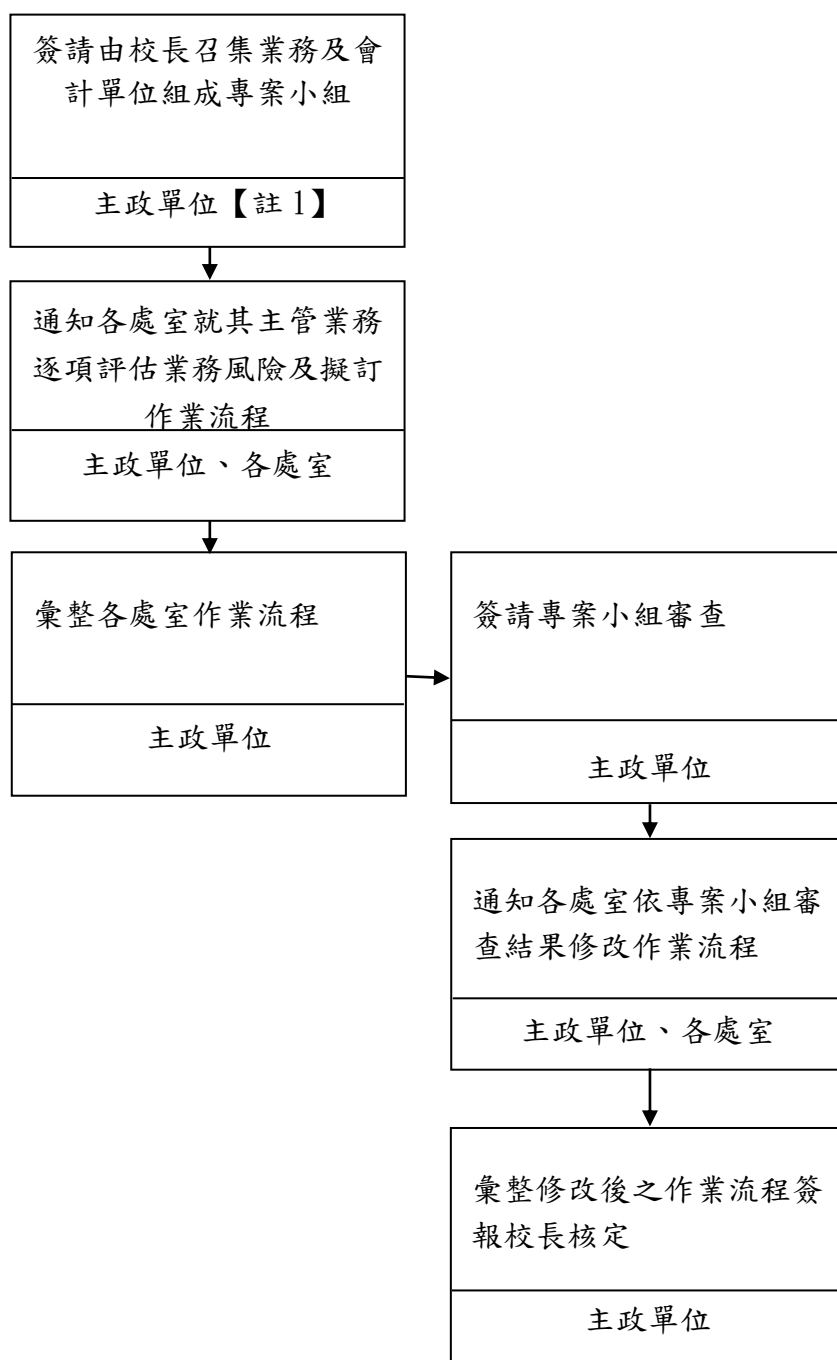 簽請由校長召集業務及會
計單位組成專案小組
主政單位【註1】
通知各處室就其主管業務
逐項評估業務風險及擬訂
作業流程
主政單位、各處室
彙整各處室作業流程
主政單位
簽請專案小組審查
主政單位
通知各處室依專案小組審
查結果修改作業流程
主政單位、各處室
彙整修改後之作業流程簽
報校長核定
主政單位